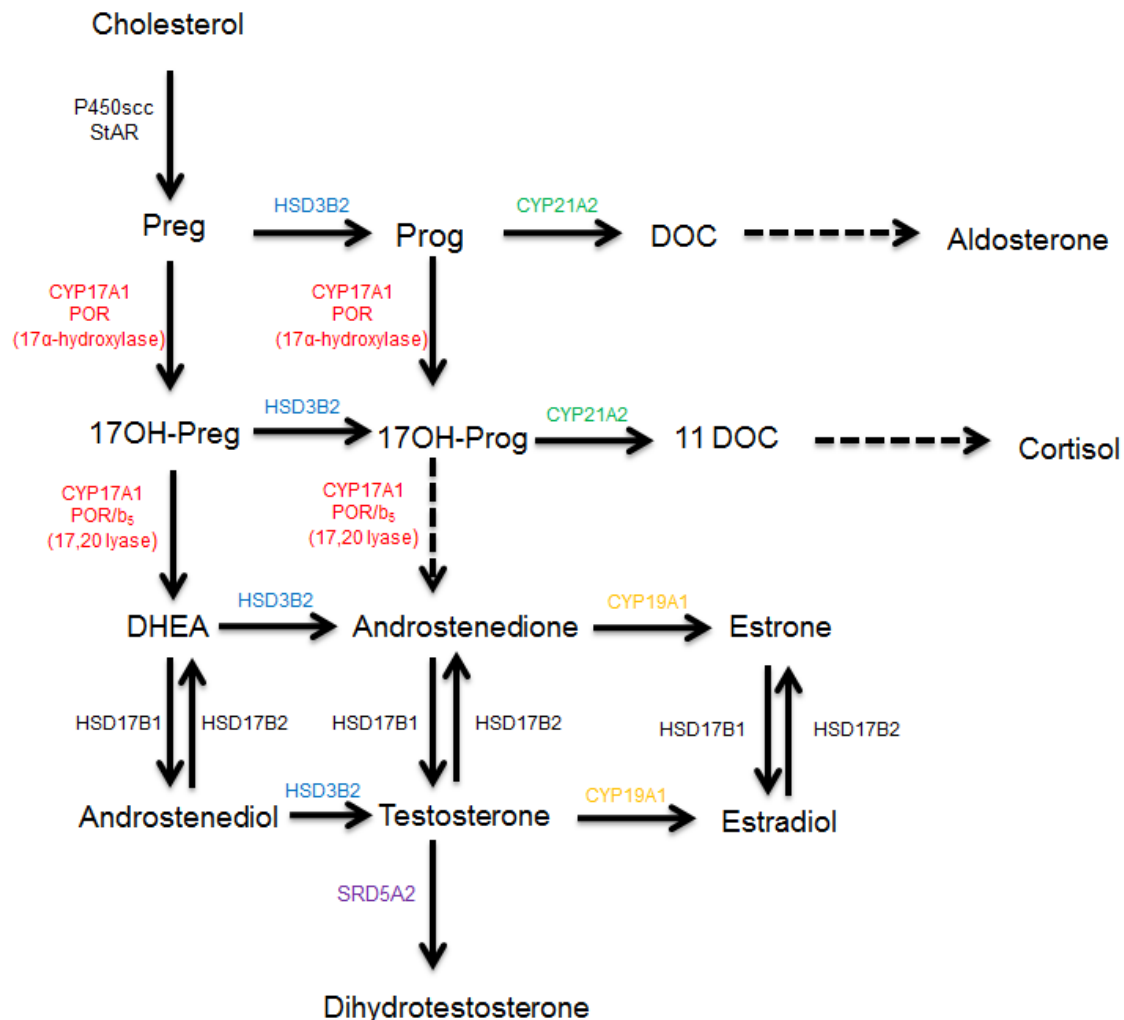 Cholesterol
P450scc
StAR
HSD3B2
CYP21A2
Preg
Prog
DOC
Aldosterone
CYP17A1
POR
(17α-hydroxylase)
CYP17A1
POR
(17α-hydroxylase)
HSD3B2
CYP21A2
17OH-Preg
17OH-Prog
11 DOC
Cortisol
CYP17A1
POR/b₅
(17,20 lyase)
CYP17A1
POR/b₅
(17,20 lyase)
HSD3B2
CYP19A1
DHEA
Androstenedione
Estrone
HSD17B1
HSD17B2
HSD17B1
HSD17B2
HSD17B1
HSD17B2
HSD3B2
CYP19A1
Androstenediol
Testosterone
Estradiol
SRD5A2
Dihydrotestosterone